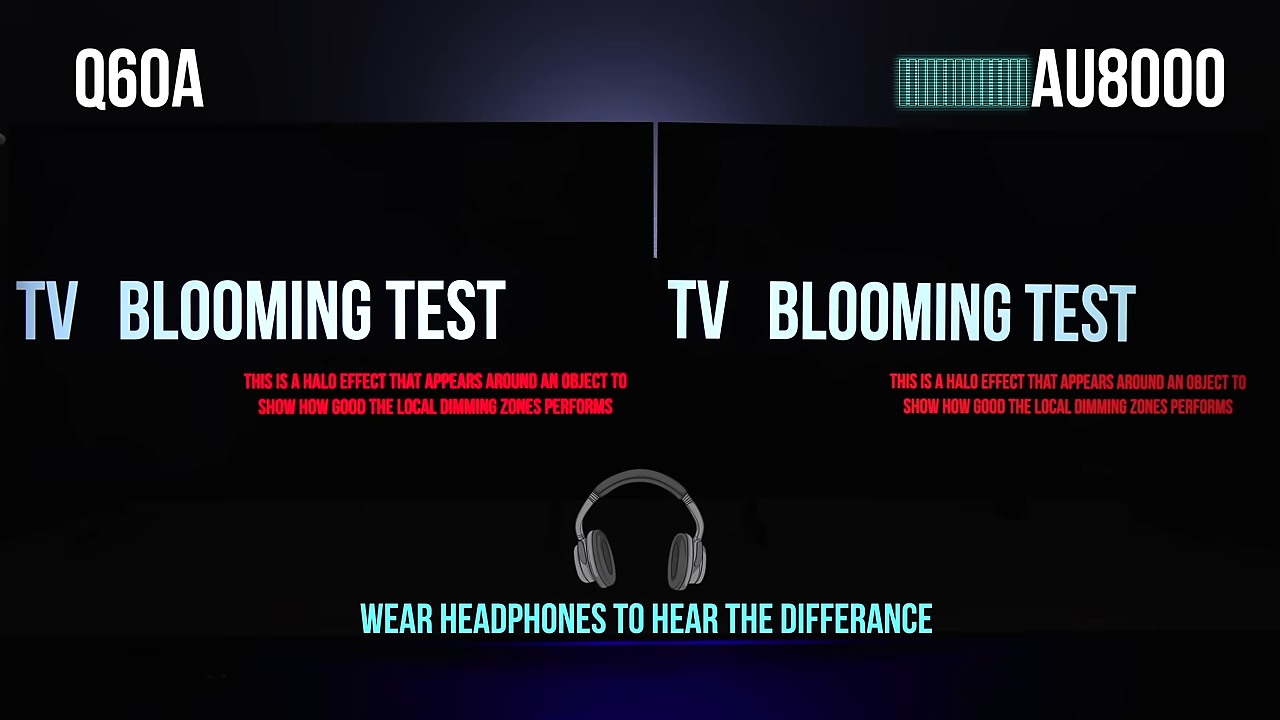 Q60A
AU8000
TV BLOOMING TEST
THIS IS A HALO EFFECT THAT APPEARS AROUND AN OBJECT TO
SHOW HOW GOOD THE LOCAL DIMMING ZONES PERFORMS
TV BLOOMING TEST
THIS IS A HALO EFFECT THAT APPEARS AROUND AN OBJECT TO
SHOW HOW GOOD THE LOCAL DIMMING ZONES PERFORMS
WEAR HEADPHONES TO HEAR THE DIFFERANCE